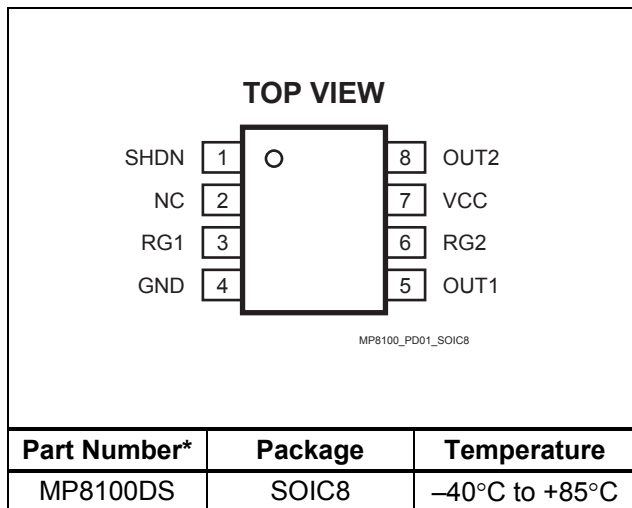 TOP VIEW
SHDN 1 8 OUT2
NC 2 7 VCC
RG1 3 6 RG2
GND 4 5 OUT1
MP8100_PD01_SOIC8
Part Number* Package Temperature
MP8100DS SOIC8 –40°C to +85°C